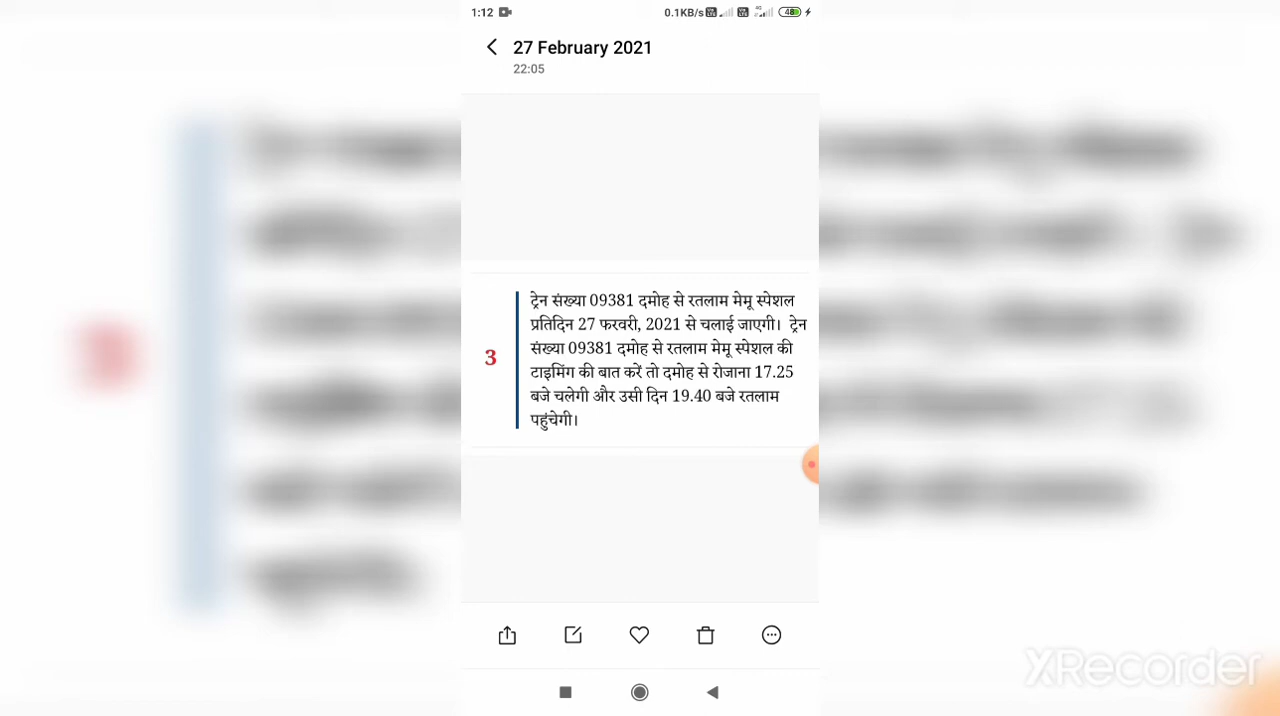 1:12
0.1KB/s
48
27 February 2021
22:05
3
ट्रेन संख्या 09381 दमोह से रतलाम मेमू स्पेशल
प्रतिदिन 27 फरवरी, 2021 से चलाई जाएगी। ट्रेन
संख्या 09381 दमोह से रतलाम मेमू स्पेशल की
टाइमिंग की बात करें तो दमोह से रोजाना 17.25
बजे चलेगी और उसी दिन 19.40 बजे रतलाम
पहुंचेगी।
XRecorder